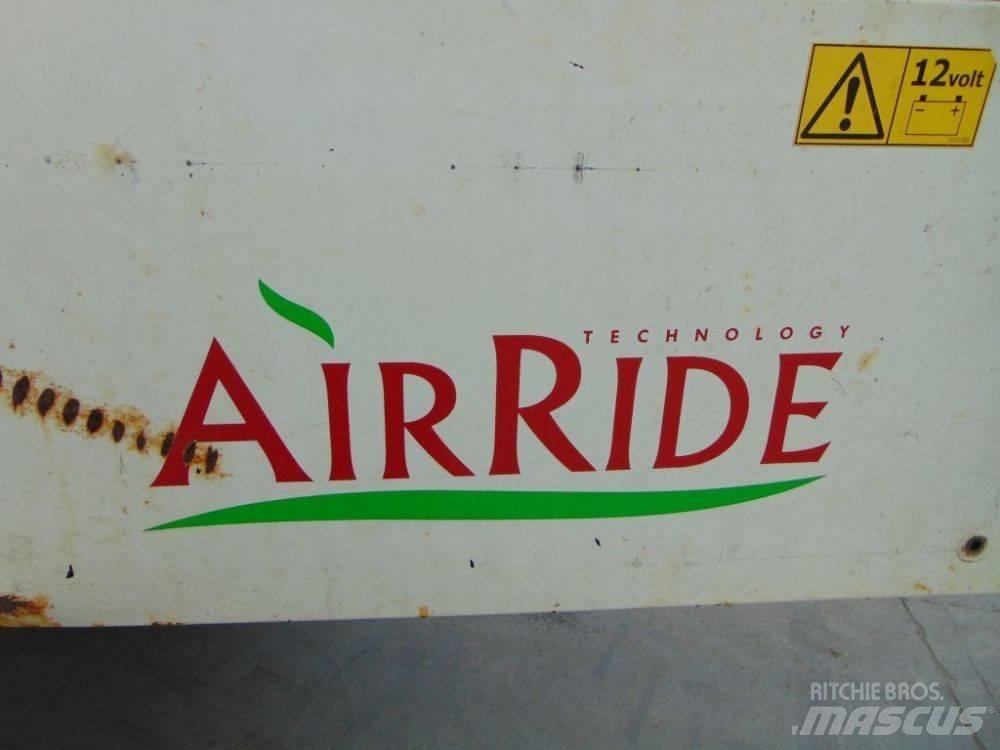 12volt
- +
TECHNOLOGY
AIRRIDE
RITCHIE BROS.
MASCUS